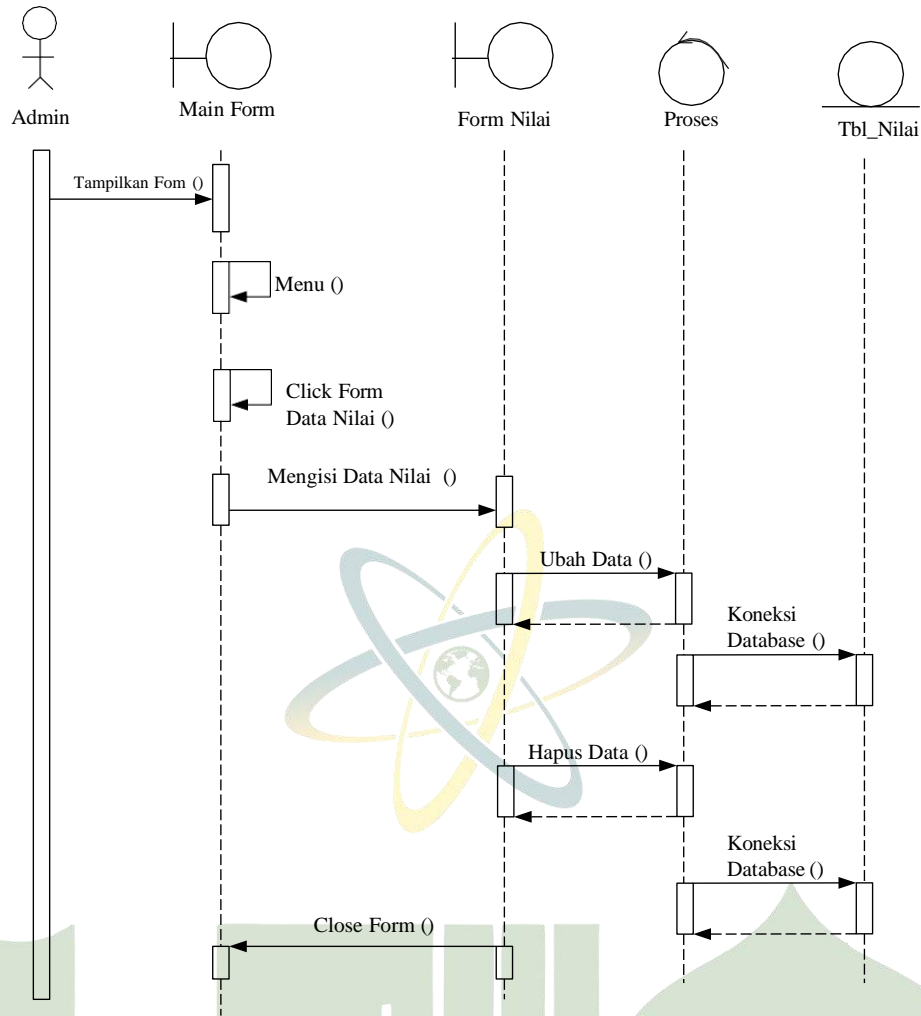 Admin
Main Form
Form Nilai
Proses
Tbl_Nilai
Tampilkan Fom ()
Menu ()
Click Form
Data Nilai ()
Mengisi Data Nilai ()
Ubah Data ()
Koneksi
Database ()
Hapus Data ()
Koneksi
Database ()
Close Form ()